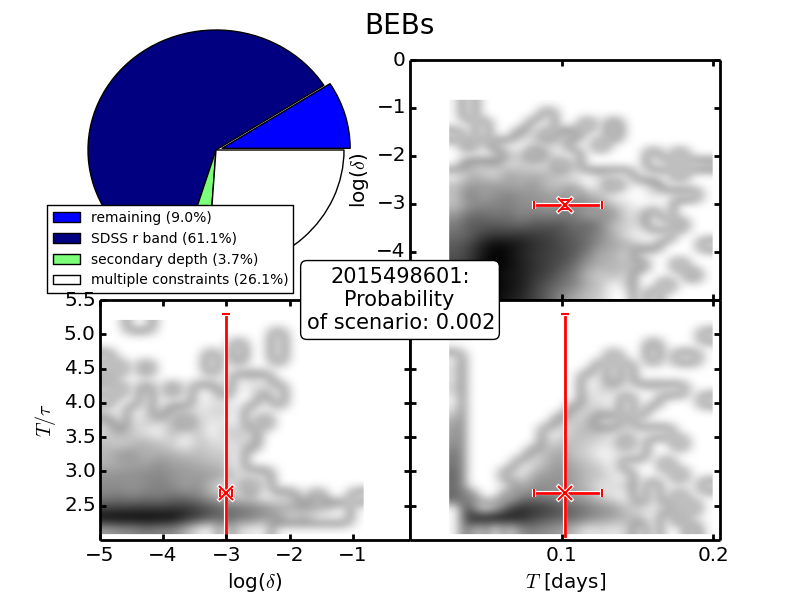 BEBs
remaining (9.0%)
SDSS r band (61.1%)
secondary depth (3.7%)
multiple constraints (26.1%)
0
−1
−2
−3
−4
log(δ)
2015498601:
Probability
of scenario: 0.002
5.5
5.0
4.5
4.0
3.5
3.0
2.5
T/τ
−5 −4 −3 −2 −1
log(δ)
0.1 0.2
T [days]